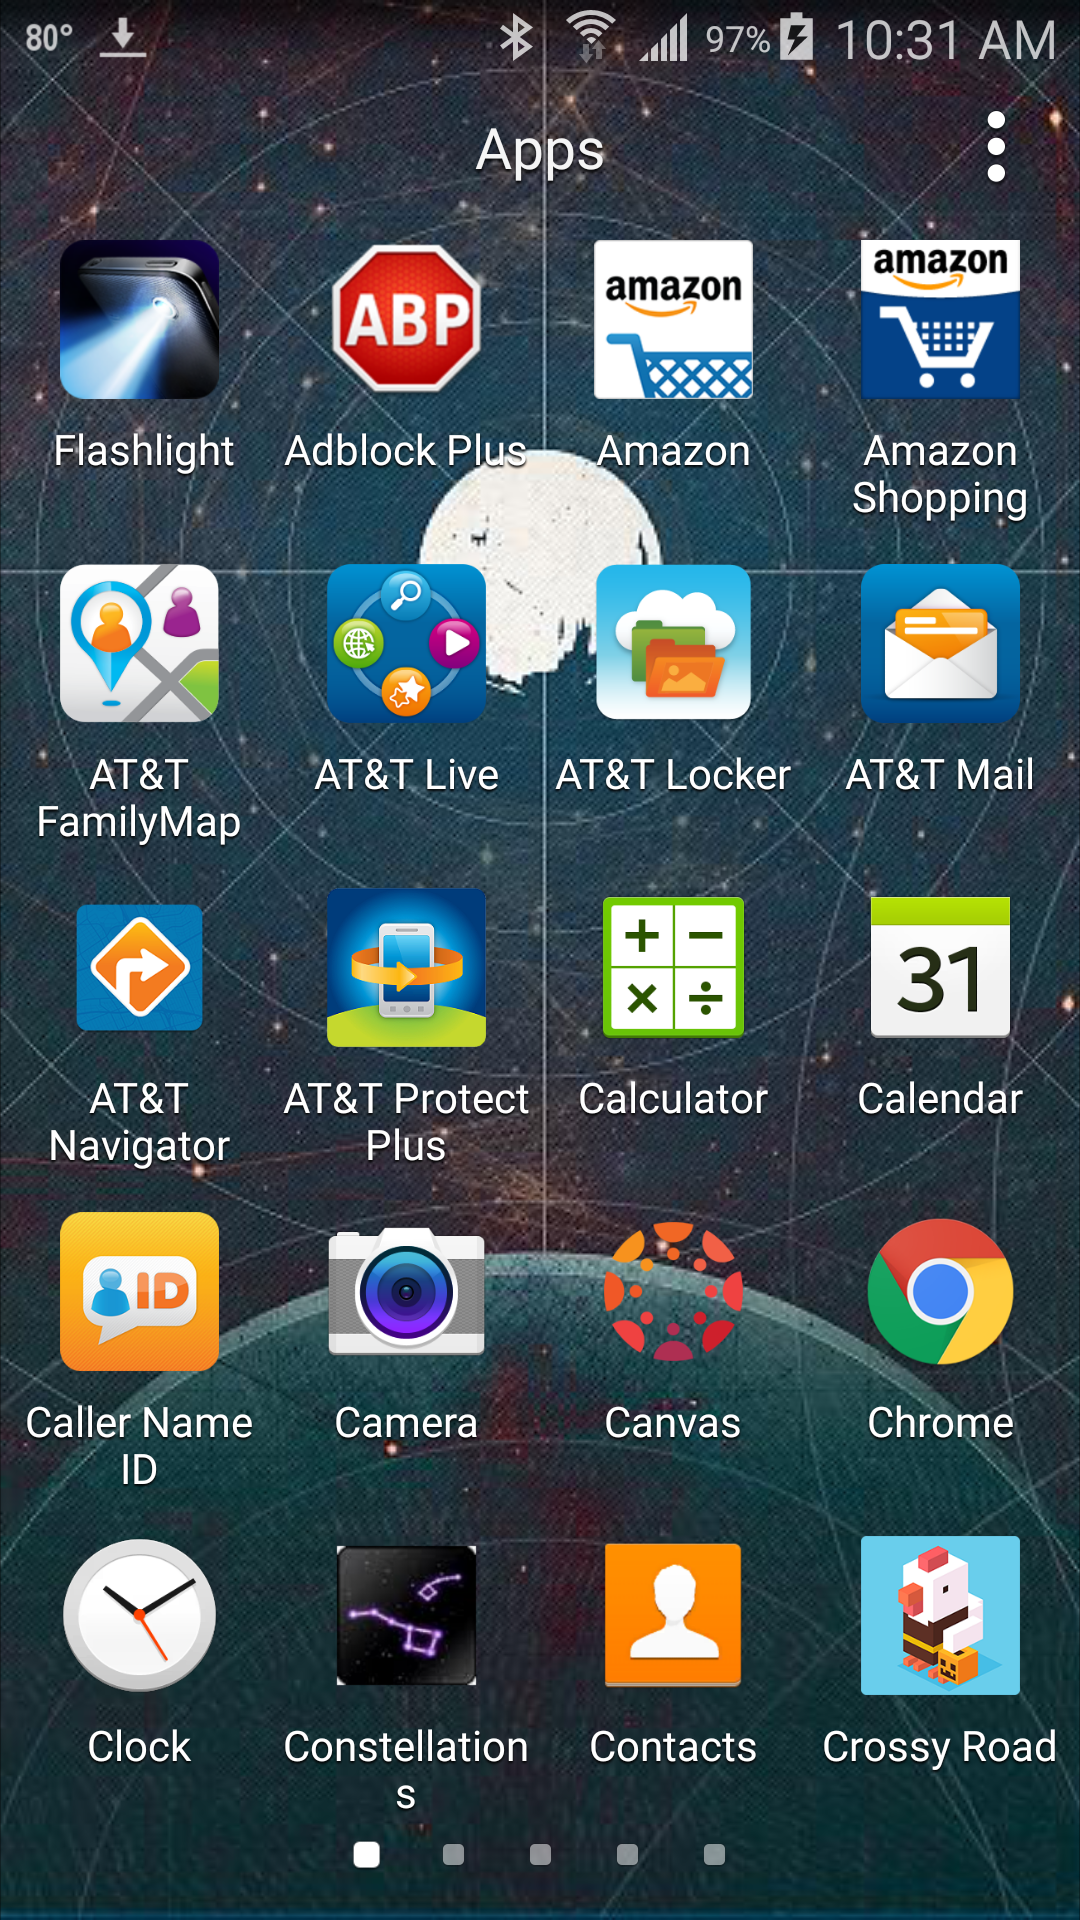 80° 97% 10:31 AM
Apps
ABP amazon amazon
Flashlight Adblock Plus Amazon Amazon
Shopping
AT&T AT&T Live AT&T Locker AT&T Mail
FamilyMap
+ − 31
× ÷
AT&T AT&T Protect Calculator Calendar
Navigator Plus
ID
Caller Name Camera Canvas Chrome
ID
Clock Constellation Contacts Crossy Road
s